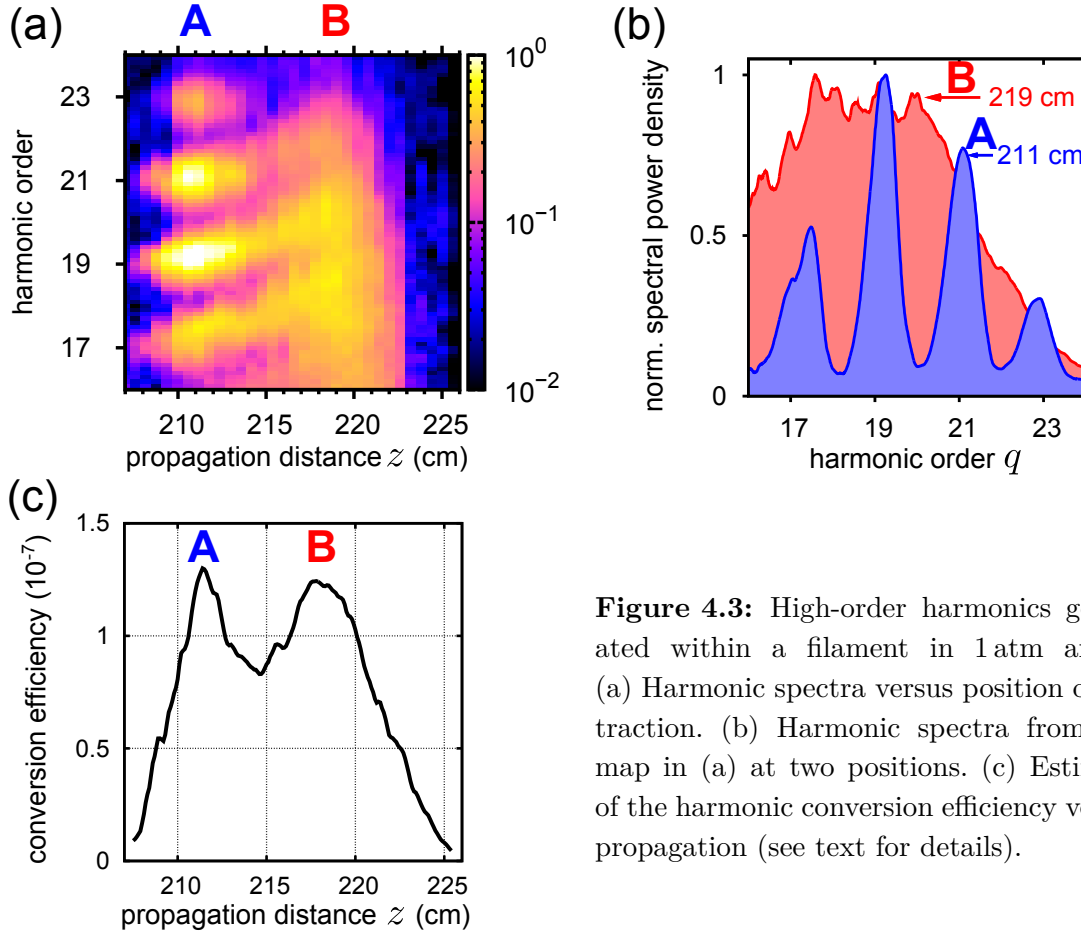 (a)
A B
harmonic order
23
21
19
17
10^0
10^-1
10^-2
210 215 220 225
propagation distance z (cm)
(b)
norm. spectral power density
1
0.5
0
B
219 cm
A
211 cm
17 19 21 23
harmonic order q
(c)
A B
conversion efficiency (10^-7)
1.5
1
0.5
0
210 215 220 225
propagation distance z (cm)
Figure 4.3: High-order harmonics g
ated within a filament in 1 atm a
(a) Harmonic spectra versus position o
traction. (b) Harmonic spectra from
map in (a) at two positions. (c) Esti
of the harmonic conversion efficiency v
propagation (see text for details).